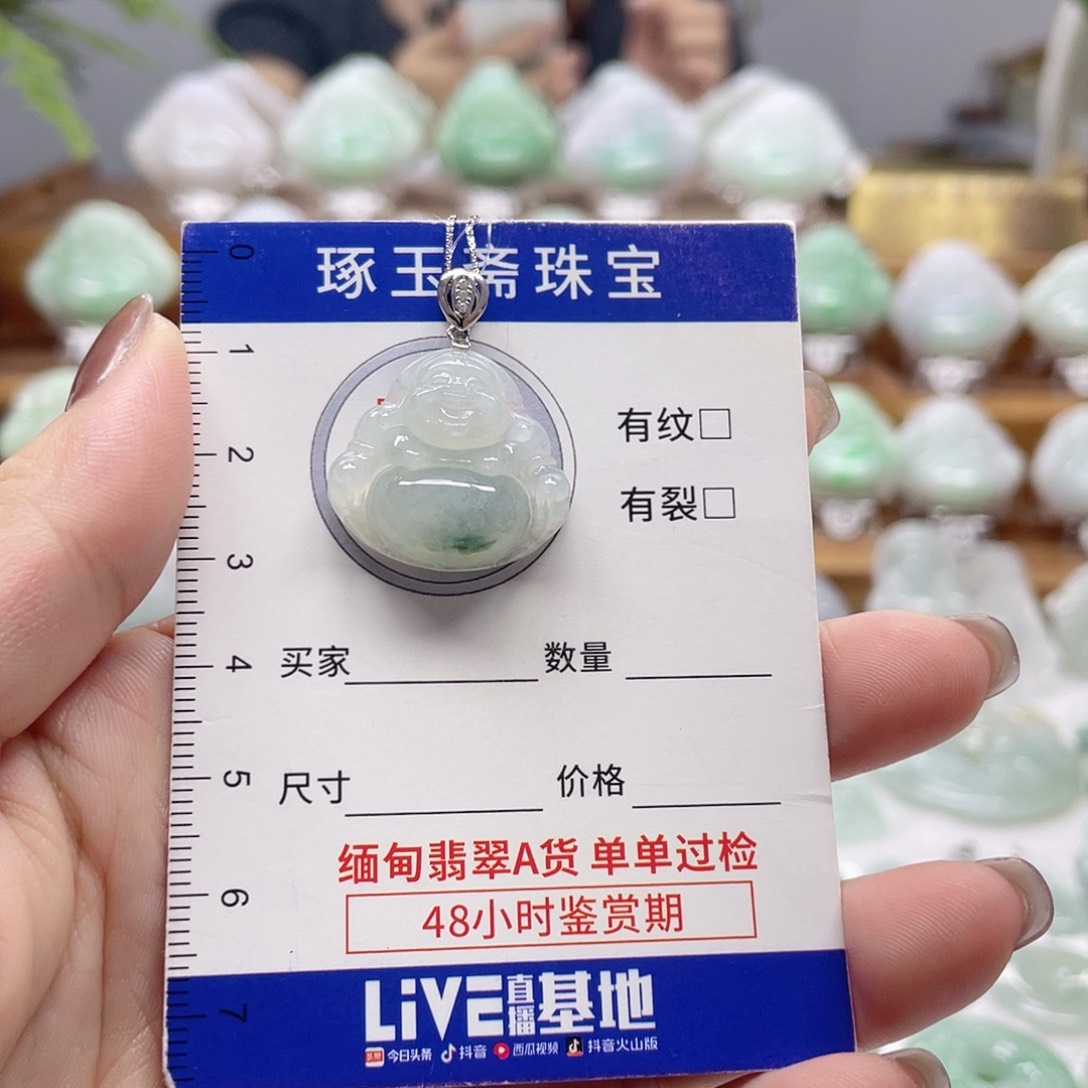 琢玉斋珠宝
0
1
2
3
4
5
6
7
有纹□
有裂□
买家 数量
尺寸 价格
缅甸翡翠A货 单单过检
48小时鉴赏期
LiVE直播基地
今日头条 抖音 西瓜视频 抖音火山版